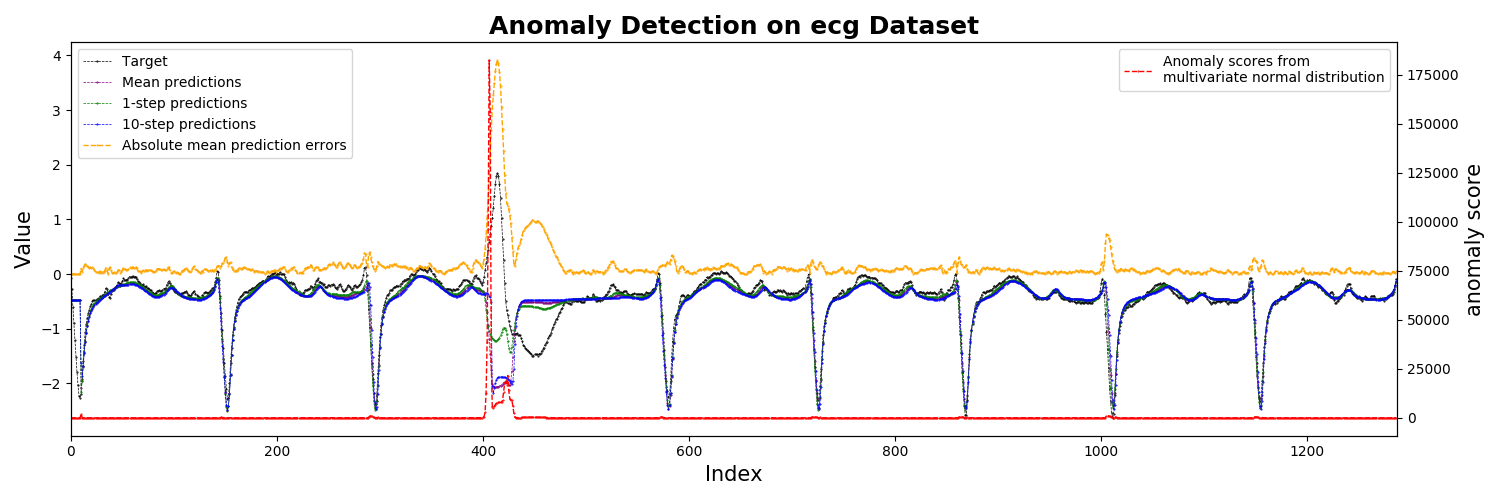 Anomaly Detection on ecg Dataset
Target
Mean predictions
1-step predictions
10-step predictions
Absolute mean prediction errors
Anomaly scores from
multivariate normal distribution
Value
4
3
2
1
0
−1
−2
175000
150000
125000
100000
75000
50000
25000
0
anomaly score
0 200 400 600 800 1000 1200
Index